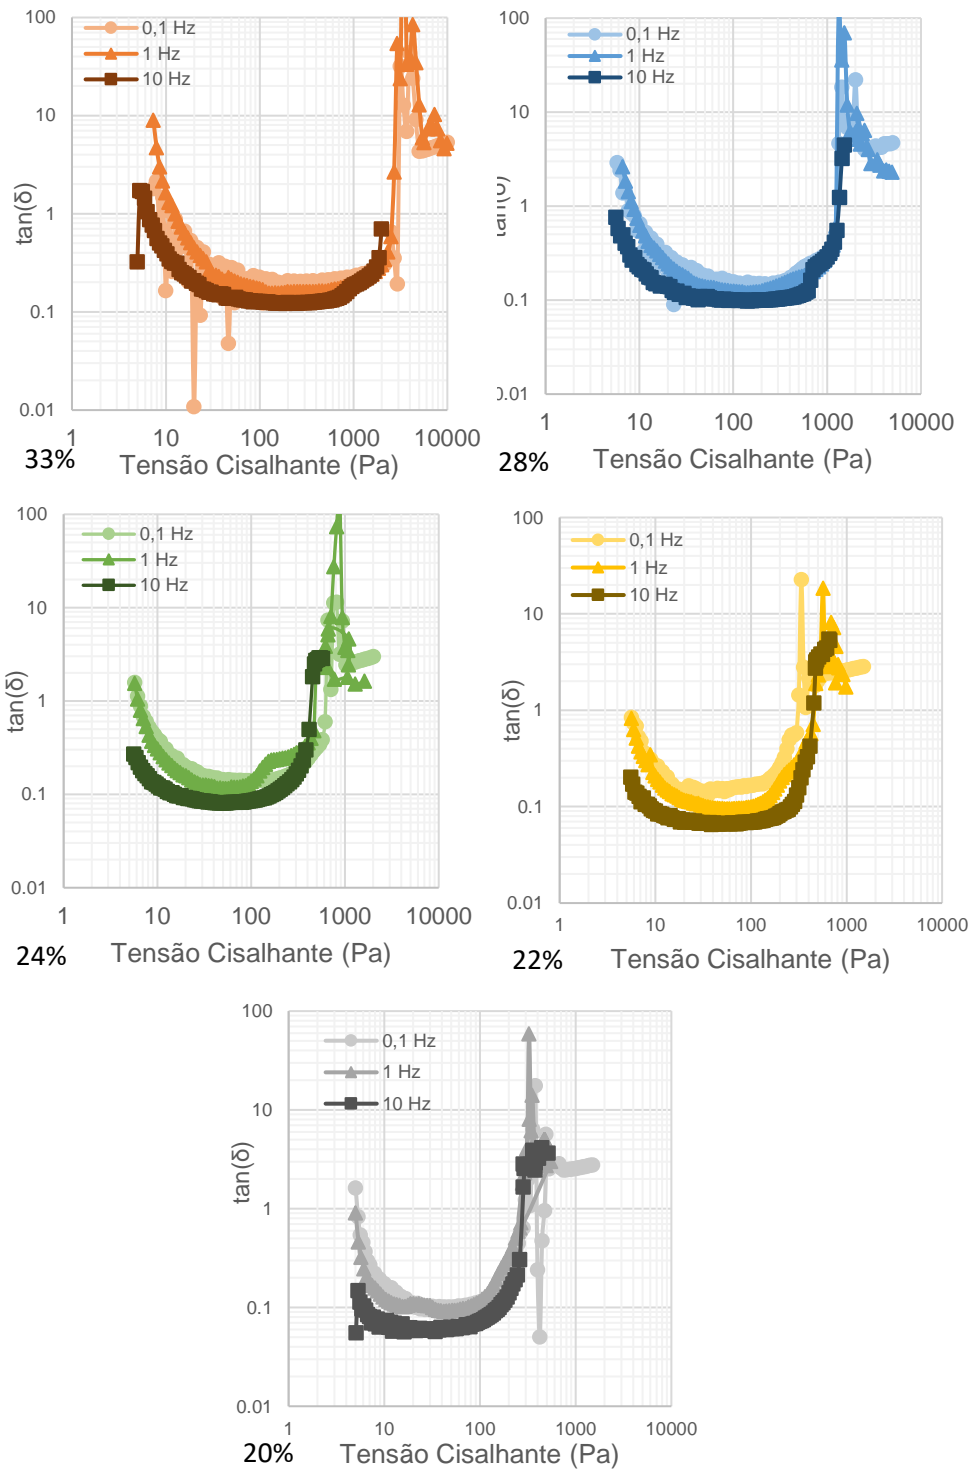 100
10
1
0.1
0.01
tan(δ)
0,1 Hz
1 Hz
10 Hz
1 10 100 1000 10000
33% Tensão Cisalhante (Pa)
100
10
1
0.1
0.01
tan(δ)
0,1 Hz
1 Hz
10 Hz
1 10 100 1000 10000
28% Tensão Cisalhante (Pa)
100
10
1
0.1
0.01
tan(δ)
0,1 Hz
1 Hz
10 Hz
1 10 100 1000 10000
24% Tensão Cisalhante (Pa)
100
10
1
0.1
0.01
tan(δ)
0,1 Hz
1 Hz
10 Hz
1 10 100 1000 10000
22% Tensão Cisalhante (Pa)
100
10
1
0.1
0.01
tan(δ)
0,1 Hz
1 Hz
10 Hz
1 10 100 1000 10000
20% Tensão Cisalhante (Pa)